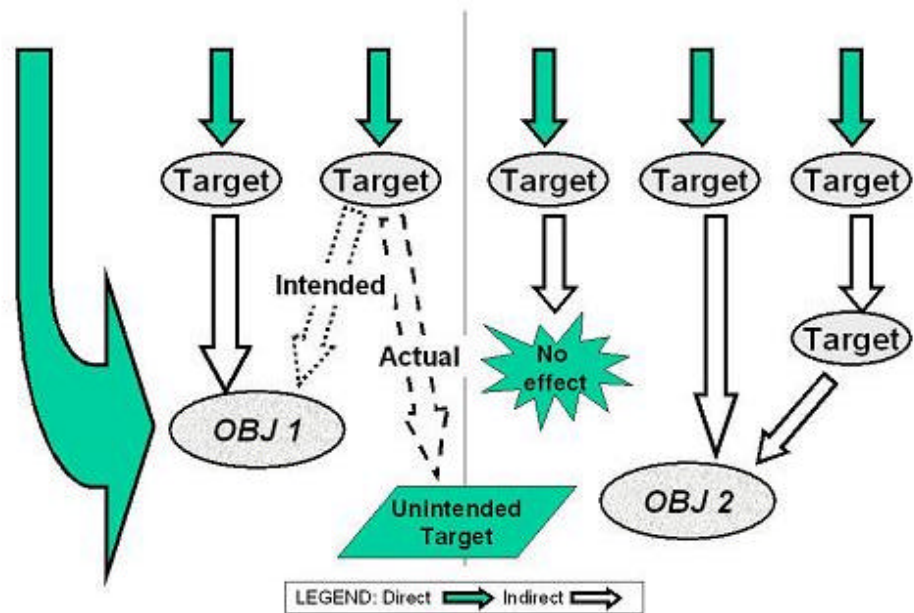 Target
Target
Target
Target
Target
Intended
Actual
No
effect
Target
OBJ 1
OBJ 2
Unintended
Target
LEGEND: Direct Indirect